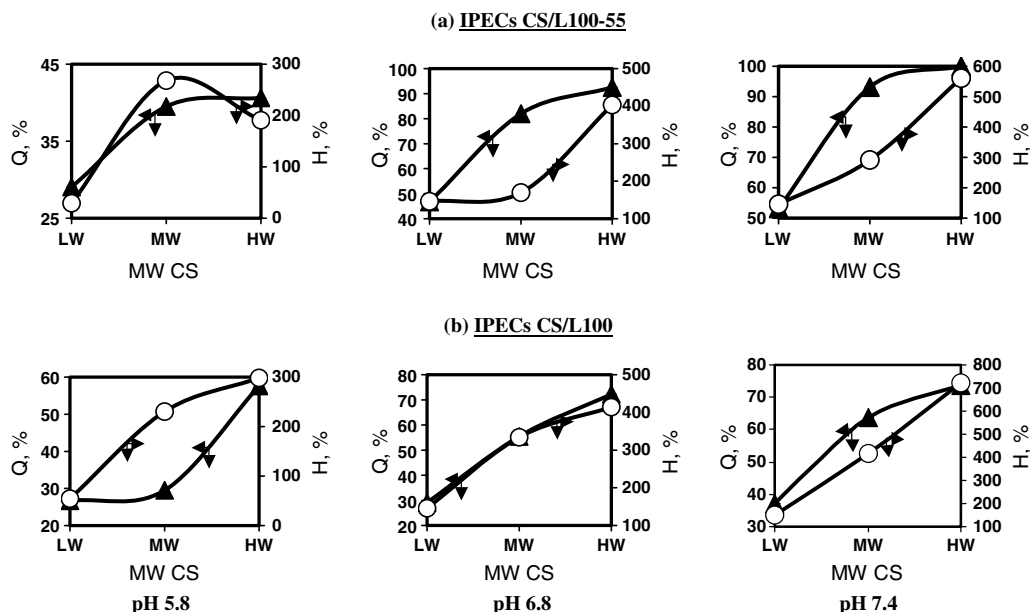 (a) IPECs CS/L100-55
45
35
25
Q, %
300
200
100
0
H, %
LW MW HW
MW CS
100
90
80
70
60
50
40
Q, %
500
400
300
200
100
H, %
LW MW HW
MW CS
100
90
80
70
60
50
Q, %
600
500
400
300
200
100
H, %
LW MW HW
MW CS
(b) IPECs CS/L100
60
50
40
30
20
Q, %
300
200
100
0
H, %
LW MW HW
MW CS
pH 5.8
80
70
60
50
40
30
20
Q, %
500
400
300
200
100
H, %
LW MW HW
MW CS
pH 6.8
80
70
60
50
40
30
Q, %
800
700
600
500
400
300
200
100
H, %
LW MW HW
MW CS
pH 7.4